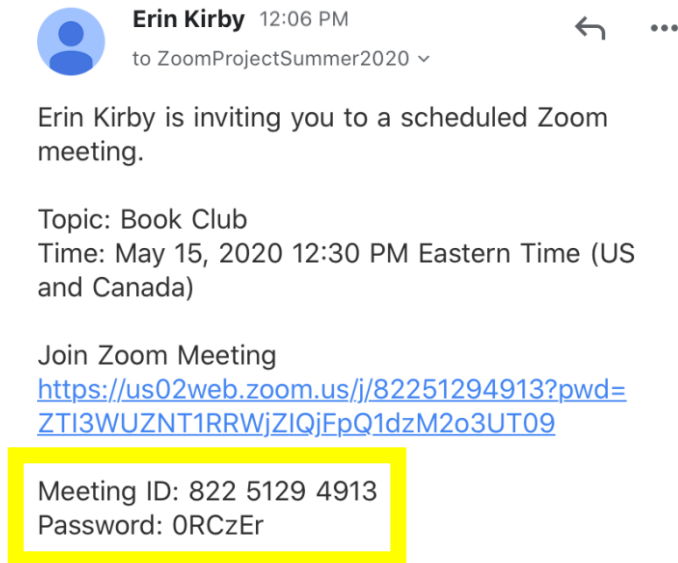 Erin Kirby 12:06 PM
to ZoomProjectSummer2020
Erin Kirby is inviting you to a scheduled Zoom
meeting.
Topic: Book Club
Time: May 15, 2020 12:30 PM Eastern Time (US
and Canada)
Join Zoom Meeting
https://us02web.zoom.us/j/82251294913?pwd=
ZTI3WUZNT1RRWjZIQjFpQ1dzM2o3UT09
Meeting ID: 822 5129 4913
Password: 0RCzEr